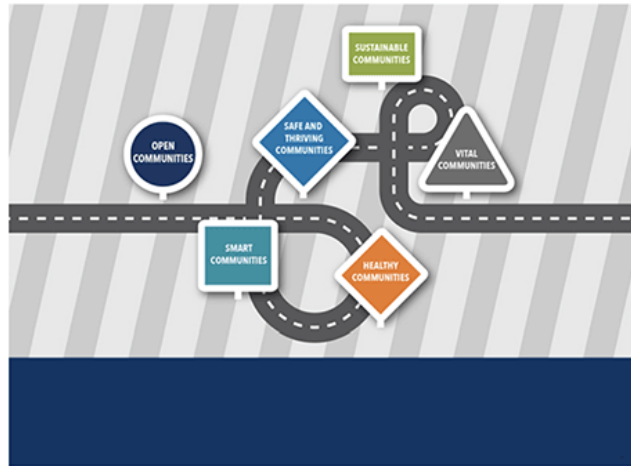 SUSTAINABLE
COMMUNITIES
SAFE AND
THRIVING
COMMUNITIES
OPEN
COMMUNITIES
VITAL
COMMUNITIES
SMART
COMMUNITIES
HEALTHY
COMMUNITIES